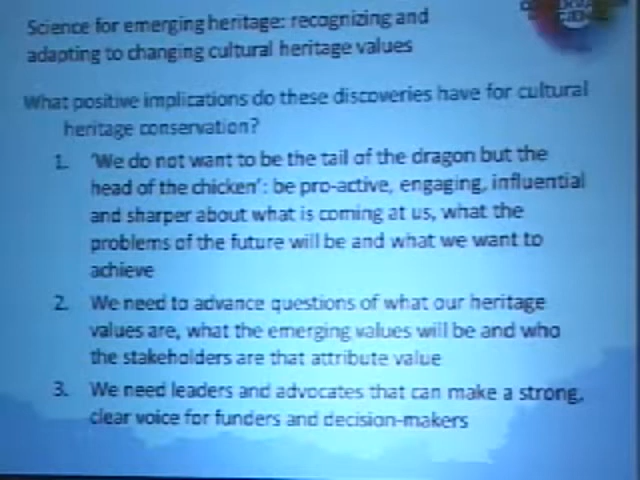 Science for emerging heritage: recognizing and
adapting to changing cultural heritage values
What positive implications do these discoveries have for cultural
heritage conservation?
1. 'We do not want to be the tail of the dragon but the
head of the chicken': be pro-active, engaging, influential
and sharper about what is coming at us, what the
problems of the future will be and what we want to
achieve
2. We need to advance questions of what our heritage
values are, what the emerging values will be and who
the stakeholders are that attribute value
3. We need leaders and advocates that can make a strong,
clear voice for funders and decision-makers